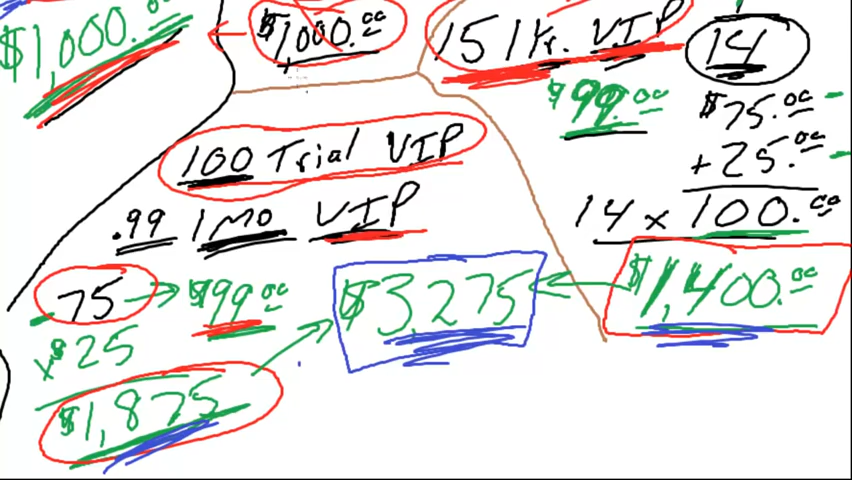 $1,000.00
$1,000.00
15 1Yr. VIP
14
$99.00
$75.00
+25.00
100 Trial VIP
14 x 100.00
.99 1Mo VIP
75
$99.00
$3,275
$1,400.00
x$25
$1,875